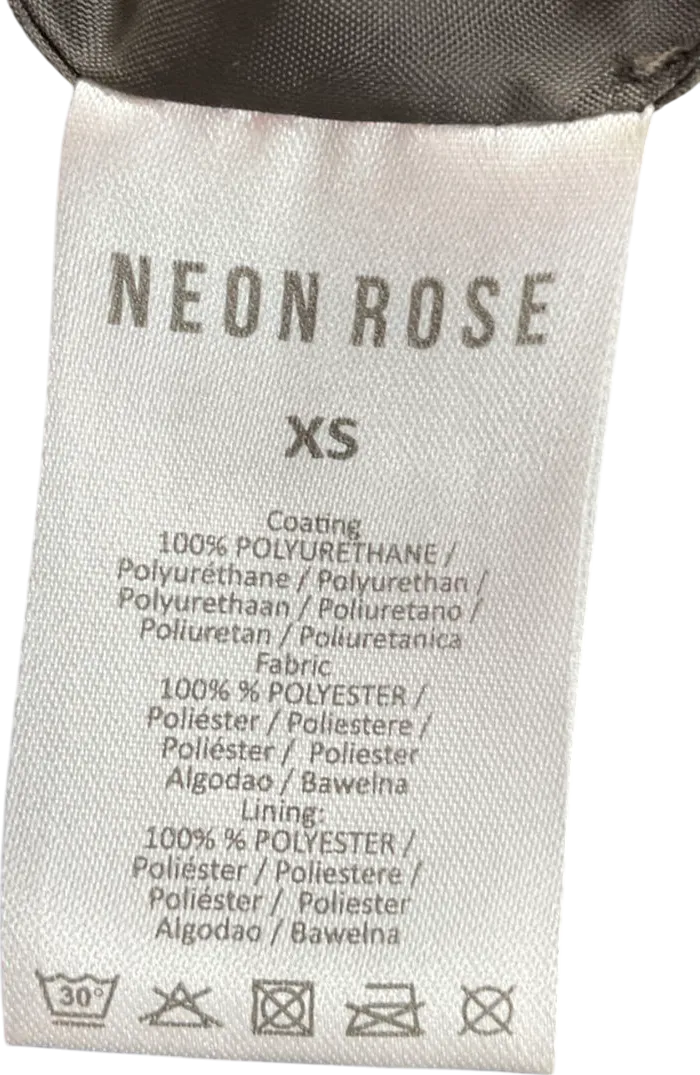 NEON ROSE
XS
Coating
100% POLYURETHANE /
Polyuréthane / Polyurethan /
Polyurethaan / Poliuretano /
Poliuretan / Poliuretanica
Fabric
100% % POLYESTER /
Poliéster / Poliestere /
Poliéster /  Poliester
Algodao / Bawelna
Lining:
100% % POLYESTER /
Poliéster / Poliestere /
Poliéster /  Poliester
Algodao / Bawelna
30°